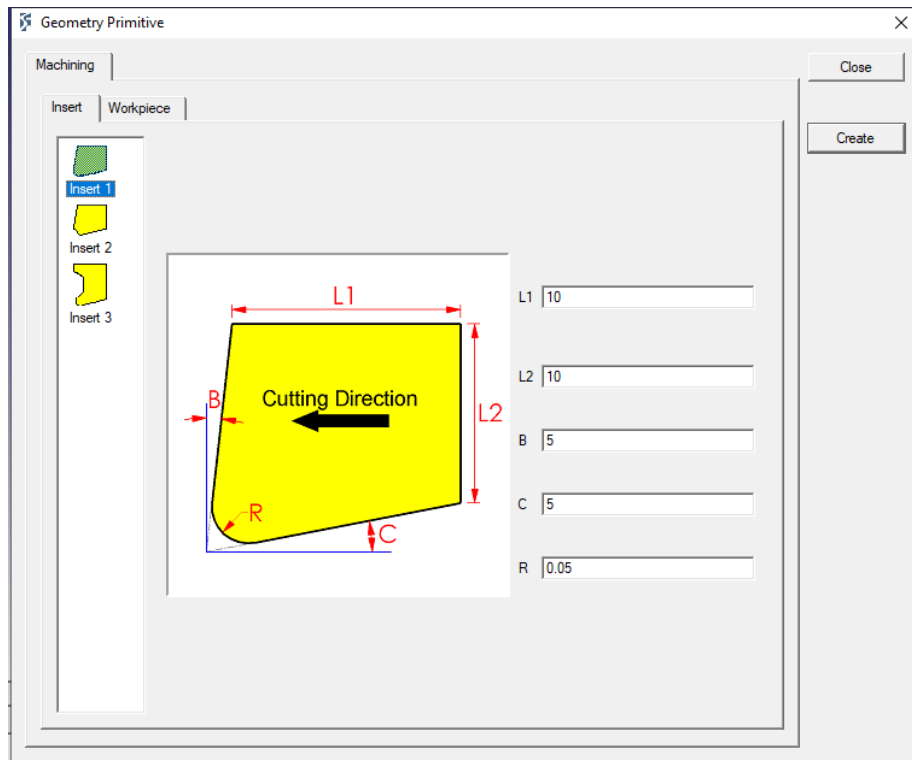 Geometry Primitive
Machining
Close
Insert
Workpiece
Create
Insert 1
Insert 2
Insert 3
L1
B
Cutting Direction
L2
R
C
L1 10
L2 10
B 5
C 5
R 0.05